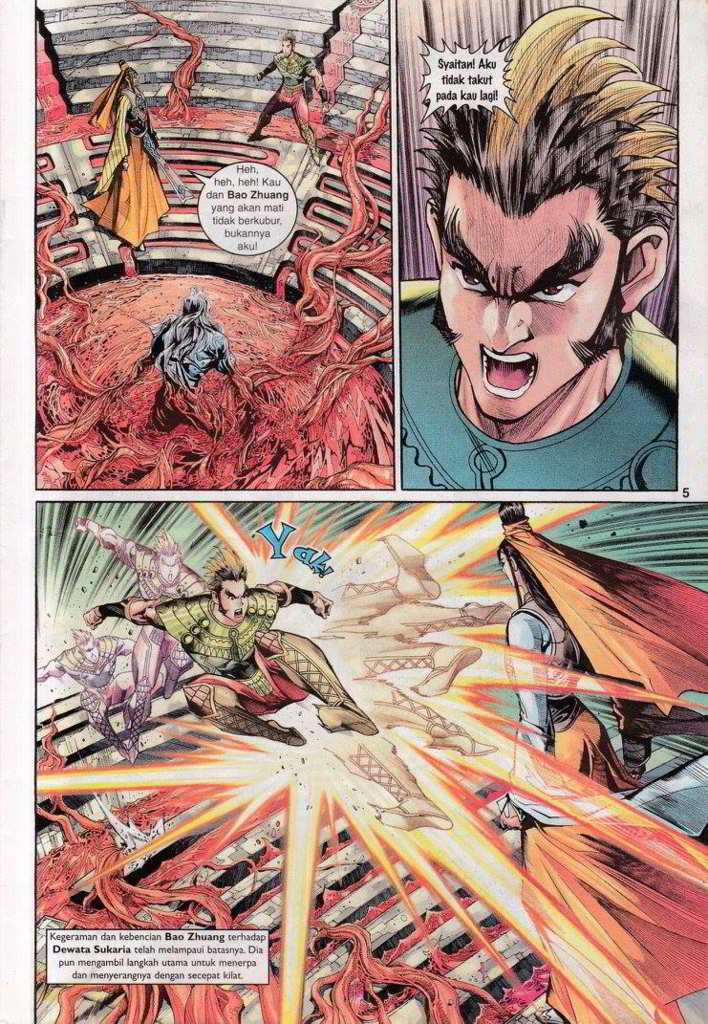 Heh,
heh, heh! Kau
dan Bao Zhuang
yang akan mati
tidak berkubur,
bukannya
aku!
Syaitan! Aku
tidak takut
pada kau lagi!
5
Yah!
Kegeraman dan kebencian Bao Zhuang terhadap
Dewata Sukaria telah melampaui batasnya. Dia
pun mengambil langkah utama untuk menerpa
dan menyerangnya dengan secepat kilat.